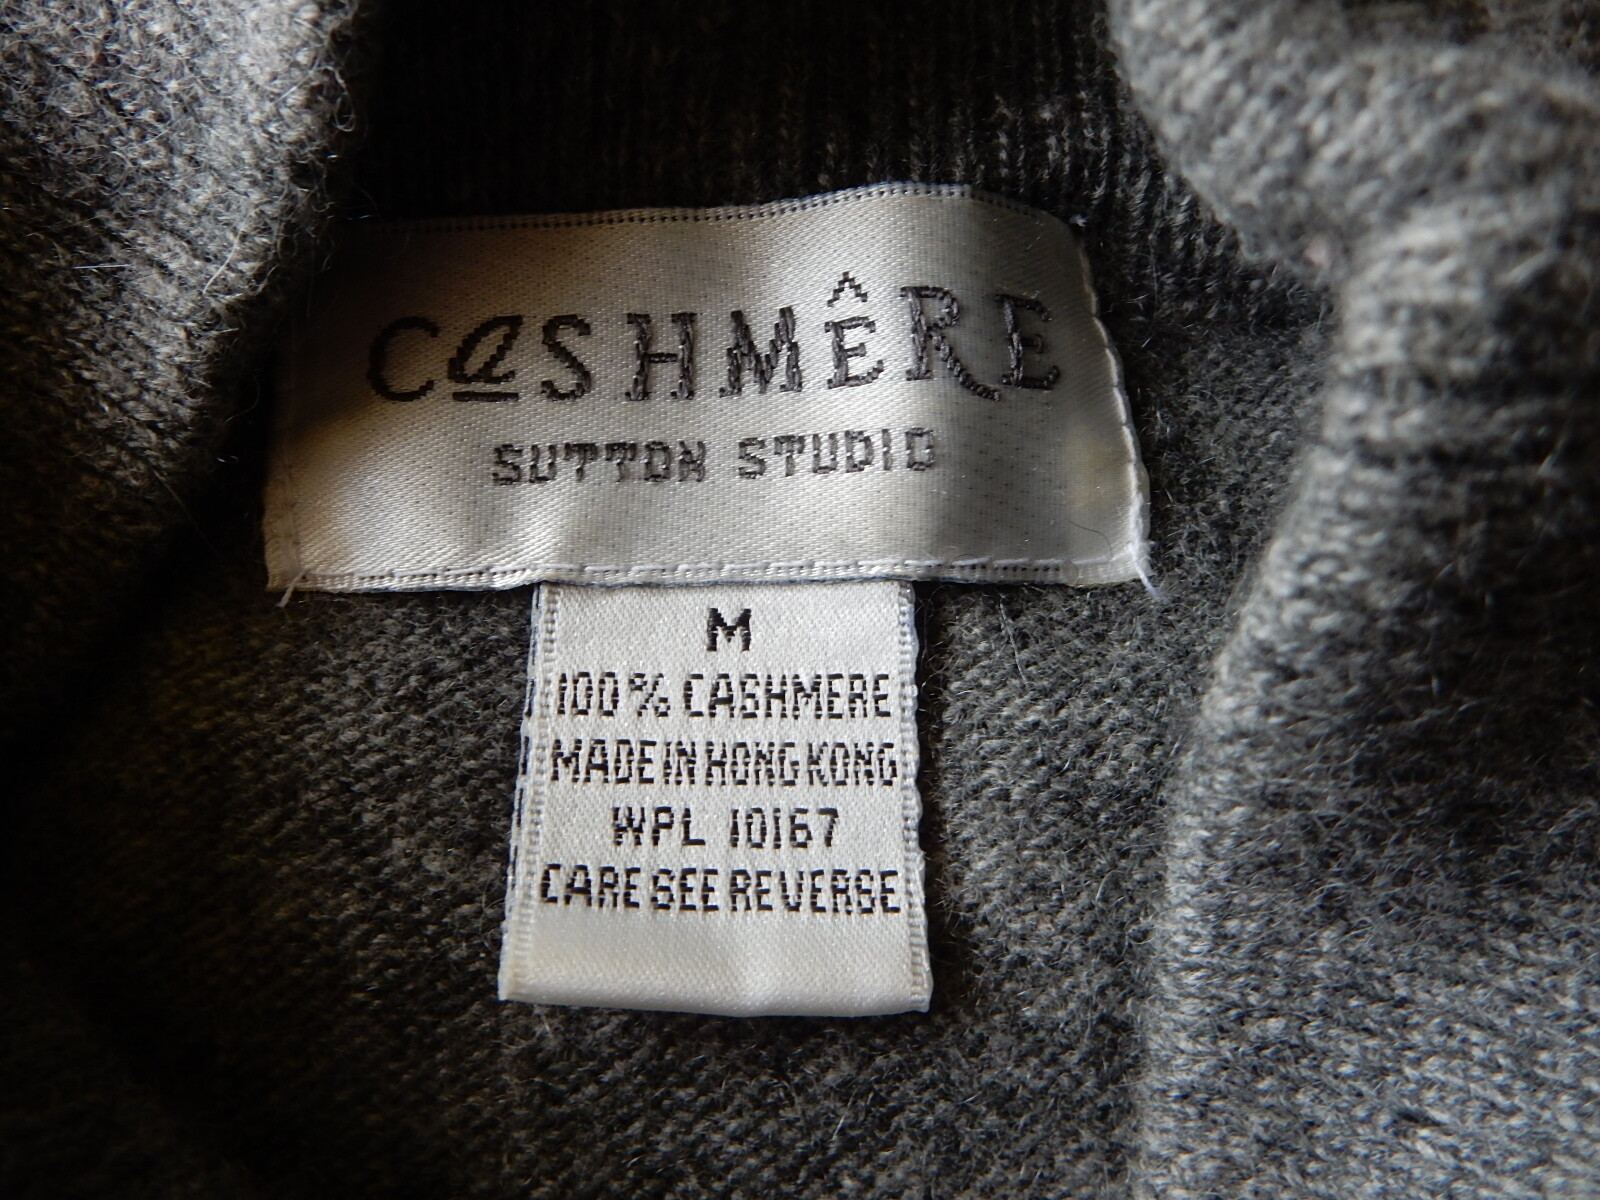 CaSHMÊRE
SUTTON STUDIO
M
100% CASHMERE
MADE IN HONG KONG
WPL 10167
CARE SEE REVERSE